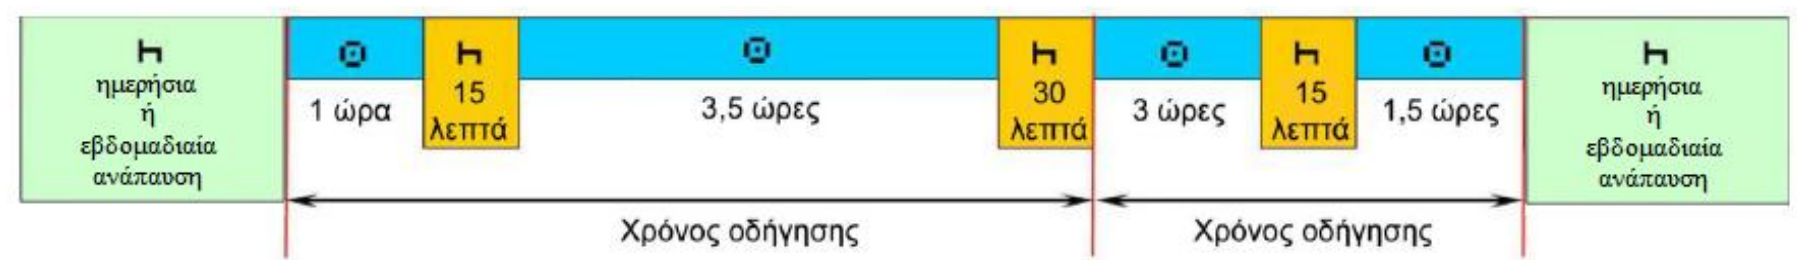 ημερήσια
ή
εβδομαδιαία
ανάπαυση
1 ώρα
15
λεπτά
3,5 ώρες
30
λεπτά
3 ώρες
15
λεπτά
1,5 ώρες
ημερήσια
ή
εβδομαδιαία
ανάπαυση
Χρόνος οδήγησης
Χρόνος οδήγησης